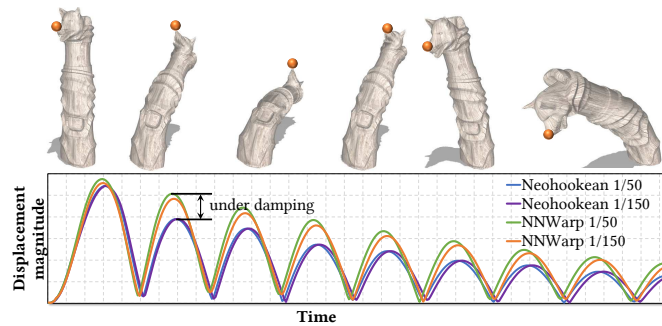 Neohookean 1/50
Neohookean 1/150
NNWarp 1/50
NNWarp 1/150
under damping
Displacement
magnitude
Time